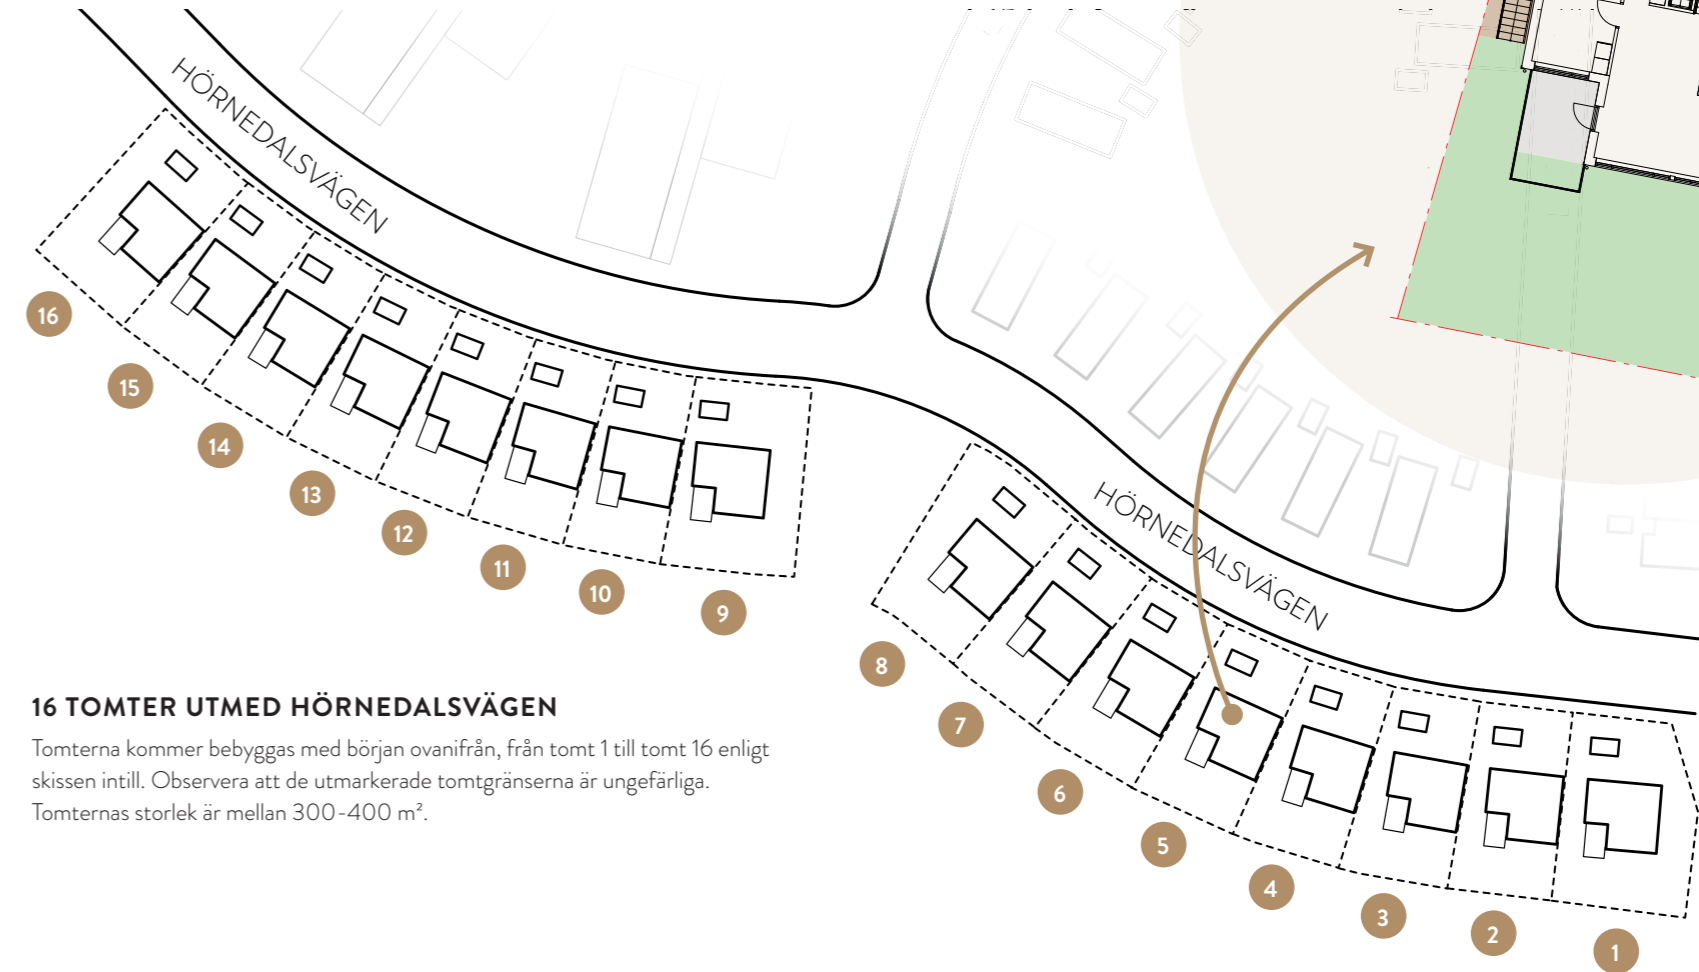 HÖRNEDALSVÄGEN
16
15
14
13
12
11
10
9
HÖRNEDALSVÄGEN
8
7
6
5
4
3
2
1
16 TOMTER UTMED HÖRNEDALSVÄGEN
Tomterna kommer bebyggas med början ovanifrån, från tomt 1 till tomt 16 enligt
skissen intill. Observera att de utmarkerade tomtgränserna är ungefärliga.
Tomternas storlek är mellan 300-400 m².